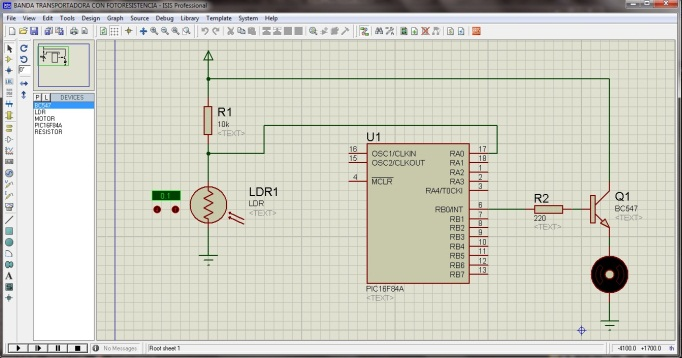 BANDA TRANSPORTADORA CON FOTORESISTENCIA - ISIS Professional
File View Edit Tools Design Graph Source Debug Library Template System Help
P L DEVICES
BC547
LDR
MOTOR
PIC16F84A
RESISTOR
R1
10k
<TEXT>
LDR1
LDR
<TEXT>
U1
16 OSC1/CLKIN
15 OSC2/CLKOUT
4 MCLR
RA0 17
RA1 18
RA2 1
RA3 2
RA4/T0CKI 3
RB0/INT 6
RB1 7
RB2 8
RB3 9
RB4 10
RB5 11
RB6 12
RB7 13
PIC16F84A
<TEXT>
R2
220
<TEXT>
Q1
BC547
<TEXT>
No Messages
Root sheet 1
-4100.0 +1700.0 th